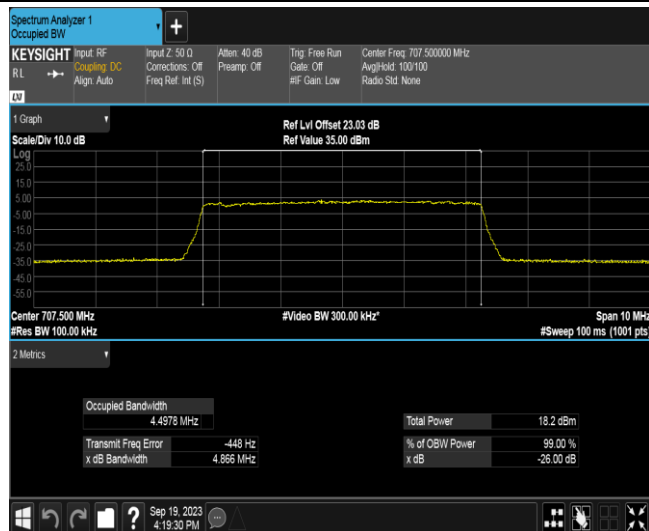 Spectrum Analyzer 1
Occupied BW
+
KEYSIGHT Input: RF Input Z: 50 Ω Atten: 40 dB Trig: Free Run Center Freq: 707.500000 MHz
RL Coupling: DC Corrections: Off Preamp: Off Gate: Off Avg|Hold: 100/100
Align: Auto Freq Ref: Int (S) #IF Gain: Low Radio Std: None
1 Graph
Ref Lvl Offset 23.03 dB
Scale/Div 10.0 dB Ref Value 35.00 dBm
Log
25.0
15.0
5.00
-5.00
-15.0
-25.0
-35.0
-45.0
-55.0
Center 707.500 MHz #Video BW 300.00 kHz* Span 10 MHz
#Res BW 100.00 kHz #Sweep 100 ms (1001 pts)
2 Metrics
Occupied Bandwidth
4.4978 MHz Total Power 18.2 dBm
Transmit Freq Error -448 Hz % of OBW Power 99.00 %
x dB Bandwidth 4.866 MHz x dB -26.00 dB
? Sep 19, 2023
4:19:30 PM